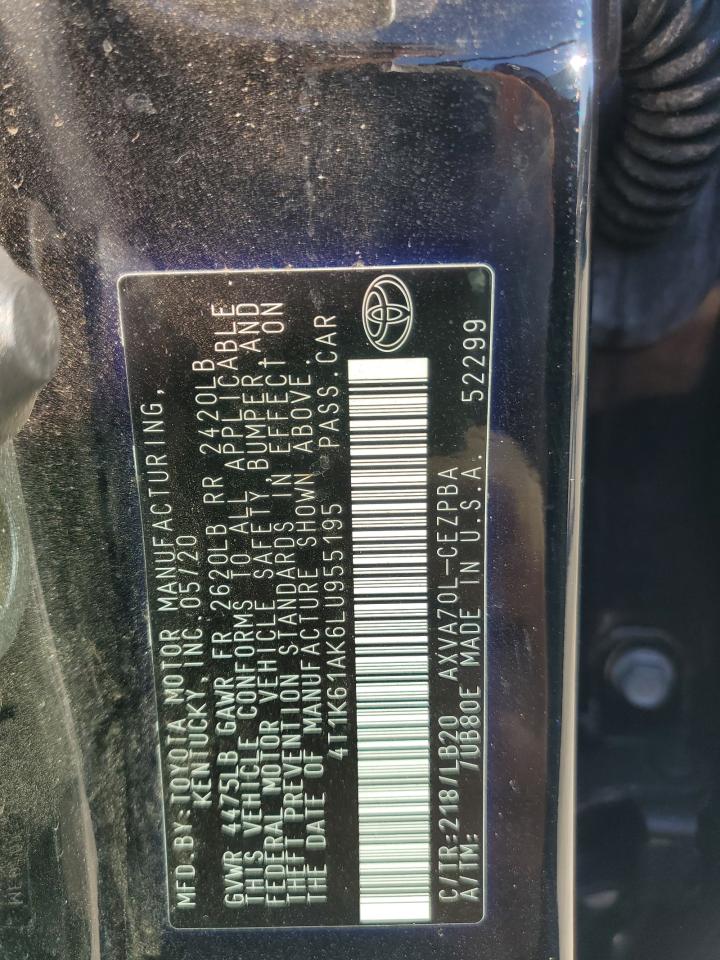 MFD.BY:TOYOTA MOTOR MANUFACTURING,
KENTUCKY, INC.05/20
GVWR 4475LB GAWR FR 2620LB RR 2420LB
THIS VEHICLE CONFORMS TO ALL APPLICABLE
FEDERAL MOTOR VEHICLE SAFETY,BUMPER AND
THEFT PREVENTION STANDARDS IN EFFECT ON
THE DATE OF MANUFACTURE SHOWN ABOVE.
4T1K61AK6LU955195 PASS.CAR
C/TR:218/LB20 AXVA70L-CEZPBA
A/TM: 7UB80E MADE IN U.S.A. 52299